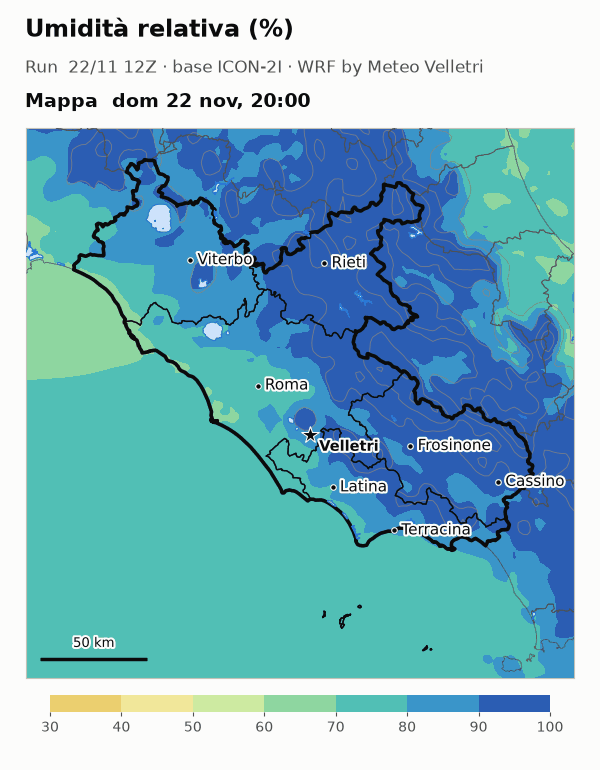 Umidità relativa (%)
Run  22/11 12Z · base ICON-2I · WRF by Meteo Velletri
Mappa  dom 22 nov, 20:00
Viterbo
Rieti
Roma
Velletri
Frosinone
Cassino
Latina
Terracina
50 km
30 40 50 60 70 80 90 100